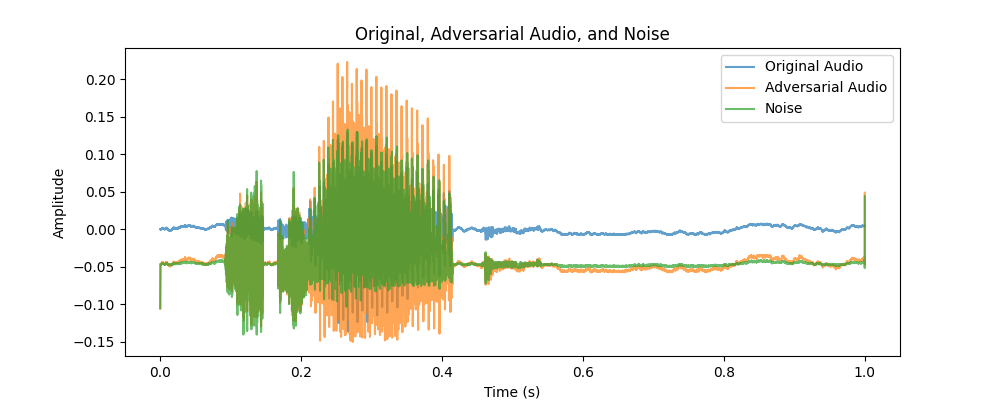 Original, Adversarial Audio, and Noise
Original Audio
Adversarial Audio
Noise
Amplitude
0.20
0.15
0.10
0.05
0.00
−0.05
−0.10
−0.15
0.0 0.2 0.4 0.6 0.8 1.0
Time (s)